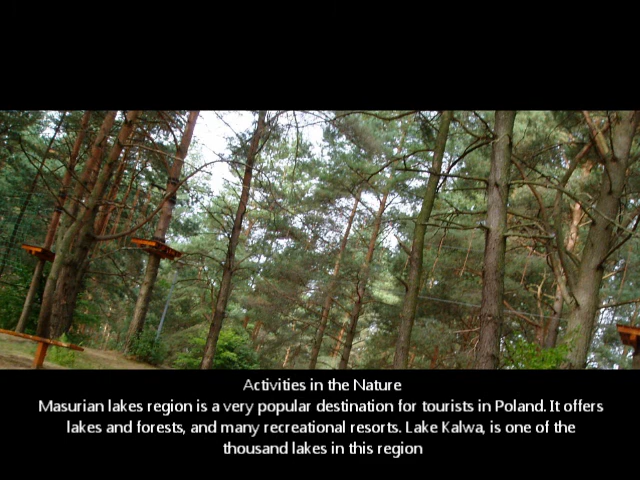 Activities in the Nature
Masurian lakes region is a very popular destination for tourists in Poland. It offers
lakes and forests, and many recreational resorts. Lake Kalwa, is one of the
thousand lakes in this region